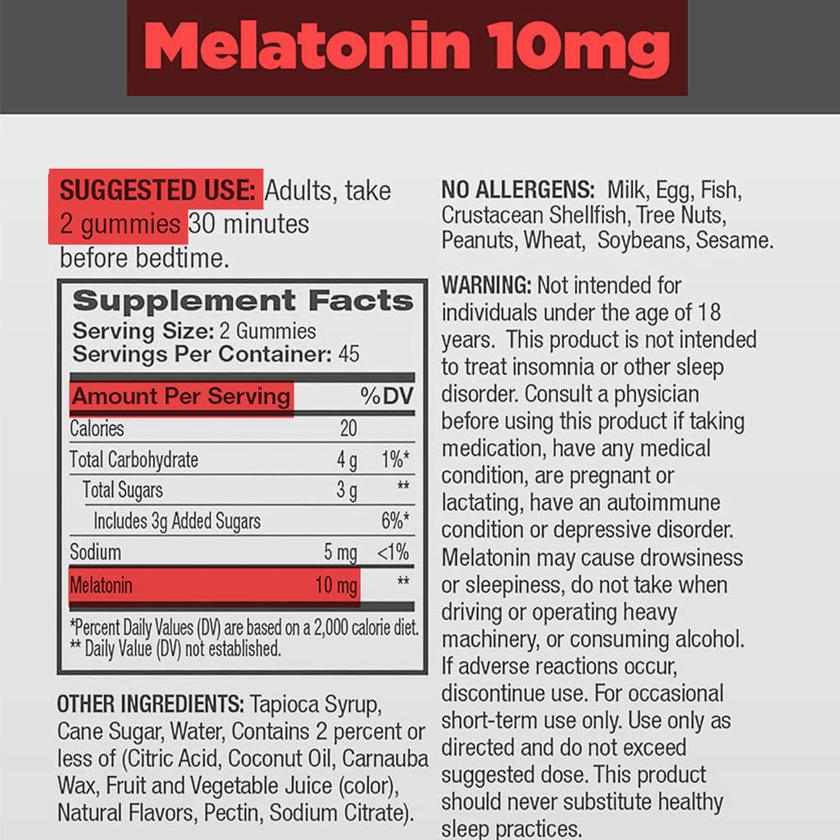 Melatonin 10mg
SUGGESTED USE: Adults, take
2 gummies 30 minutes
before bedtime.
Supplement Facts
Serving Size: 2 Gummies
Servings Per Container: 45
Amount Per Serving %DV
Calories 20
Total Carbohydrate 4 g 1%*
Total Sugars 3 g **
Includes 3g Added Sugars 6%*
Sodium 5 mg <1%
Melatonin 10 mg **
*Percent Daily Values (DV) are based on a 2,000 calorie diet.
** Daily Value (DV) not established.
OTHER INGREDIENTS: Tapioca Syrup,
Cane Sugar, Water, Contains 2 percent or
less of (Citric Acid, Coconut Oil, Carnauba
Wax, Fruit and Vegetable Juice (color),
Natural Flavors, Pectin, Sodium Citrate).
NO ALLERGENS: Milk, Egg, Fish,
Crustacean Shellfish, Tree Nuts,
Peanuts, Wheat, Soybeans, Sesame.
WARNING: Not intended for
individuals under the age of 18
years. This product is not intended
to treat insomnia or other sleep
disorder. Consult a physician
before using this product if taking
medication, have any medical
condition, are pregnant or
lactating, have an autoimmune
condition or depressive disorder.
Melatonin may cause drowsiness
or sleepiness, do not take when
driving or operating heavy
machinery, or consuming alcohol.
If adverse reactions occur,
discontinue use. For occasional
short-term use only. Use only as
directed and do not exceed
suggested dose. This product
should never substitute healthy
sleep practices.